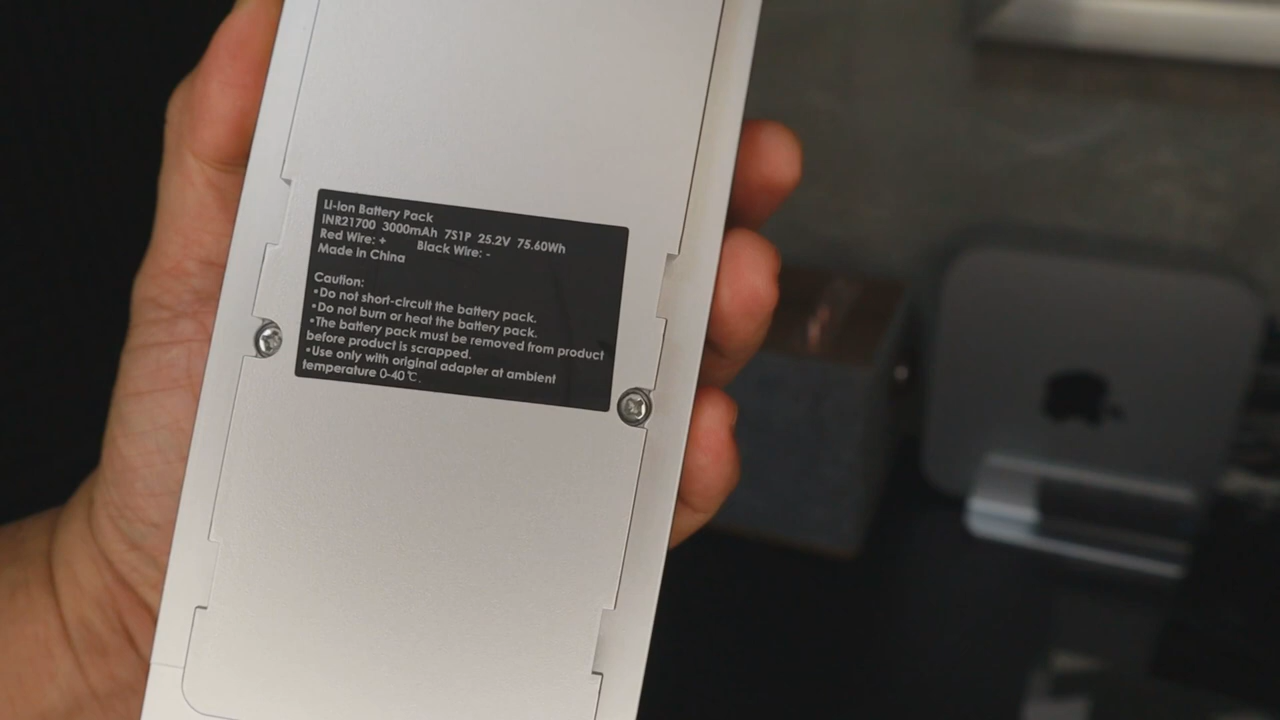 Li-ion Battery Pack
INR21700 3000mAh 7S1P 25.2V 75.60Wh
Red Wire: + Black Wire: -
Made in China
Caution:
•Do not short-circuit the battery pack.
•Do not burn or heat the battery pack.
•The battery pack must be removed from product
before product is scrapped.
•Use only with original adapter at ambient
temperature 0-40℃.